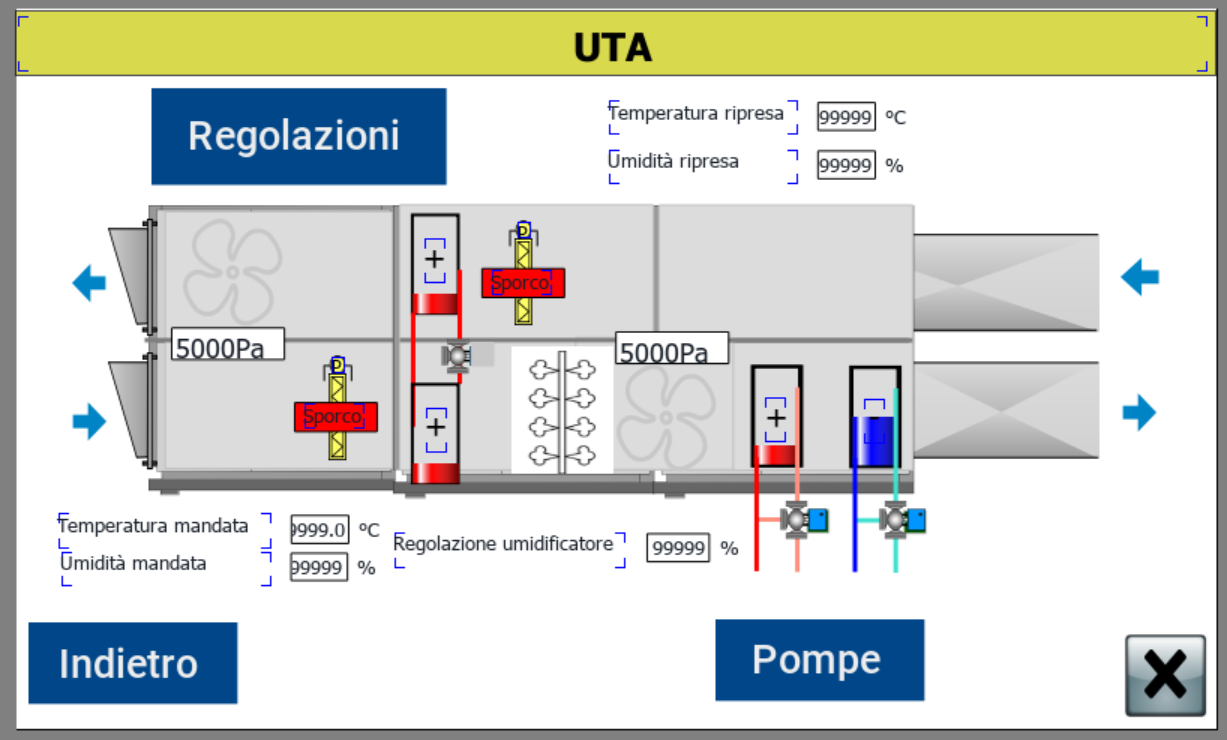 UTA
Regolazioni
Temperatura ripresa 99999 °C
Umidità ripresa 99999 %
+
Sporco
5000Pa
5000Pa
Sporco
+
+
Temperatura mandata 9999.0 °C
Umidità mandata 99999 %
Regolazione umidificatore 99999 %
Indietro
Pompe